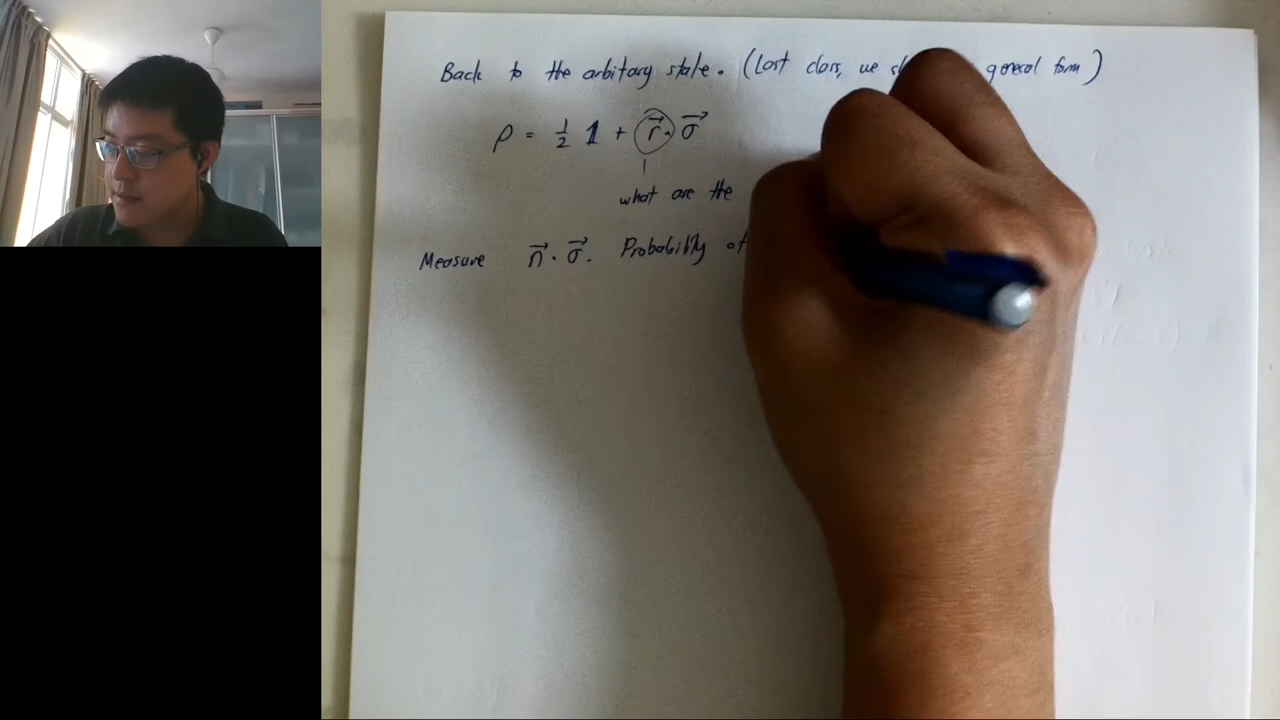 Back to the arbitary state. (Last class, we general form)
ρ = 1/2 𝟙 + r⃗ · σ⃗
what are the
Measure n⃗ · σ⃗. Probability of